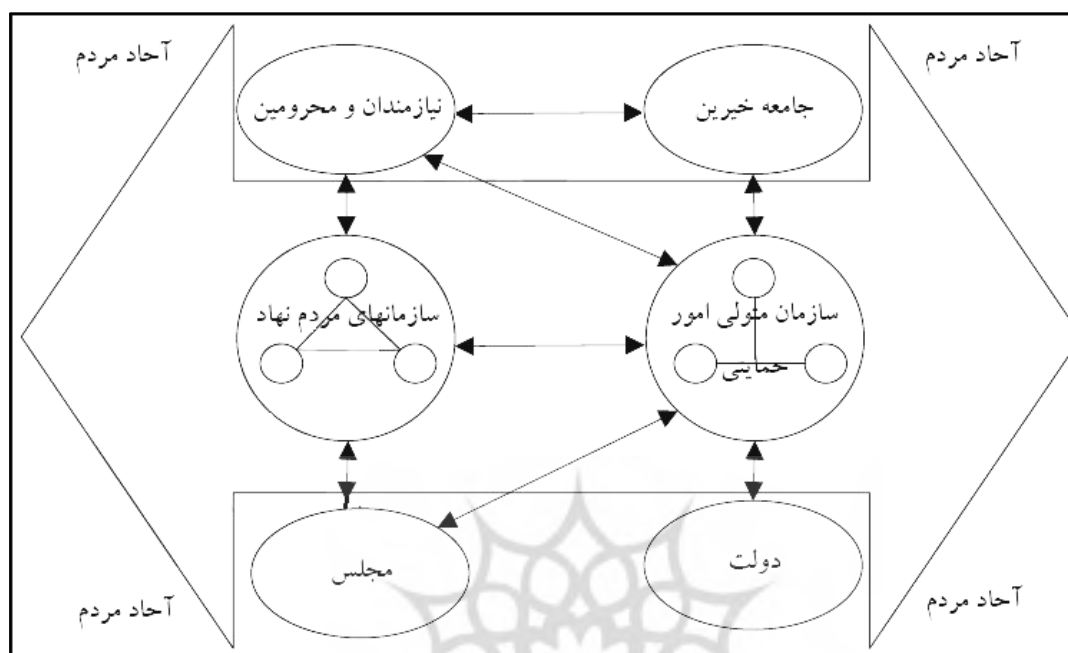 آحاد مردم
آحاد مردم
جامعه خیرین
نیازمندان و محرومین
سازمان متولی امور
حمایتی
سازمانهای مردم نهاد
دولت
مجلس
آحاد مردم
آحاد مردم